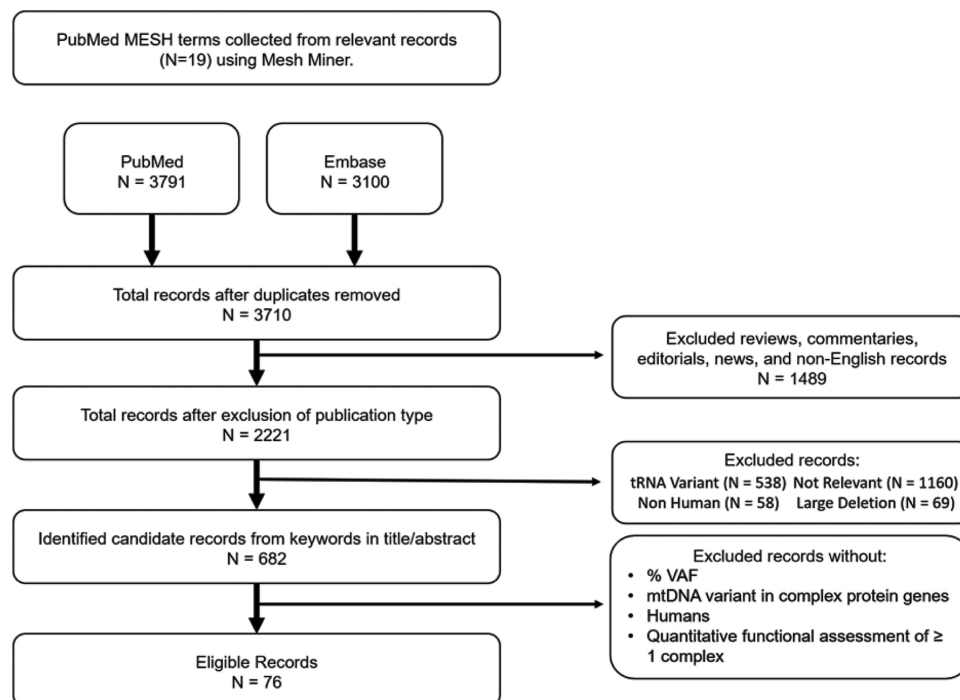 PubMed MESH terms collected from relevant records
(N=19) using Mesh Miner.
PubMed
N = 3791
Embase
N = 3100
Total records after duplicates removed
N = 3710
Excluded reviews, commentaries,
editorials, news, and non-English records
N = 1489
Total records after exclusion of publication type
N = 2221
Excluded records:
tRNA Variant (N = 538) Not Relevant (N = 1160)
Non Human (N = 58) Large Deletion (N = 69)
Identified candidate records from keywords in title/abstract
N = 682
Excluded records without:
• % VAF
• mtDNA variant in complex protein genes
• Humans
• Quantitative functional assessment of ≥
1 complex
Eligible Records
N = 76